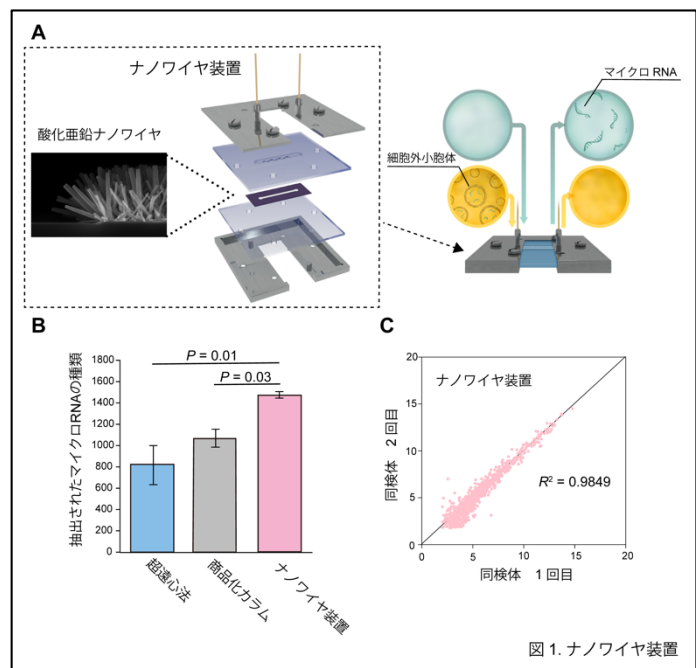 A
ナノワイヤ装置
酸化亜鉛ナノワイヤ
マイクロ RNA
細胞外小胞体
B
抽出されたマイクロRNAの種類
1800
1600
1400
1200
1000
800
600
400
200
0
P = 0.01
P = 0.03
超遠心法
商品化カラム
ナノワイヤ装置
C
同検体 2 回目
20
15
10
5
0
ナノワイヤ装置
R² = 0.9849
0 5 10 15 20
同検体 1 回目
図 1. ナノワイヤ装置